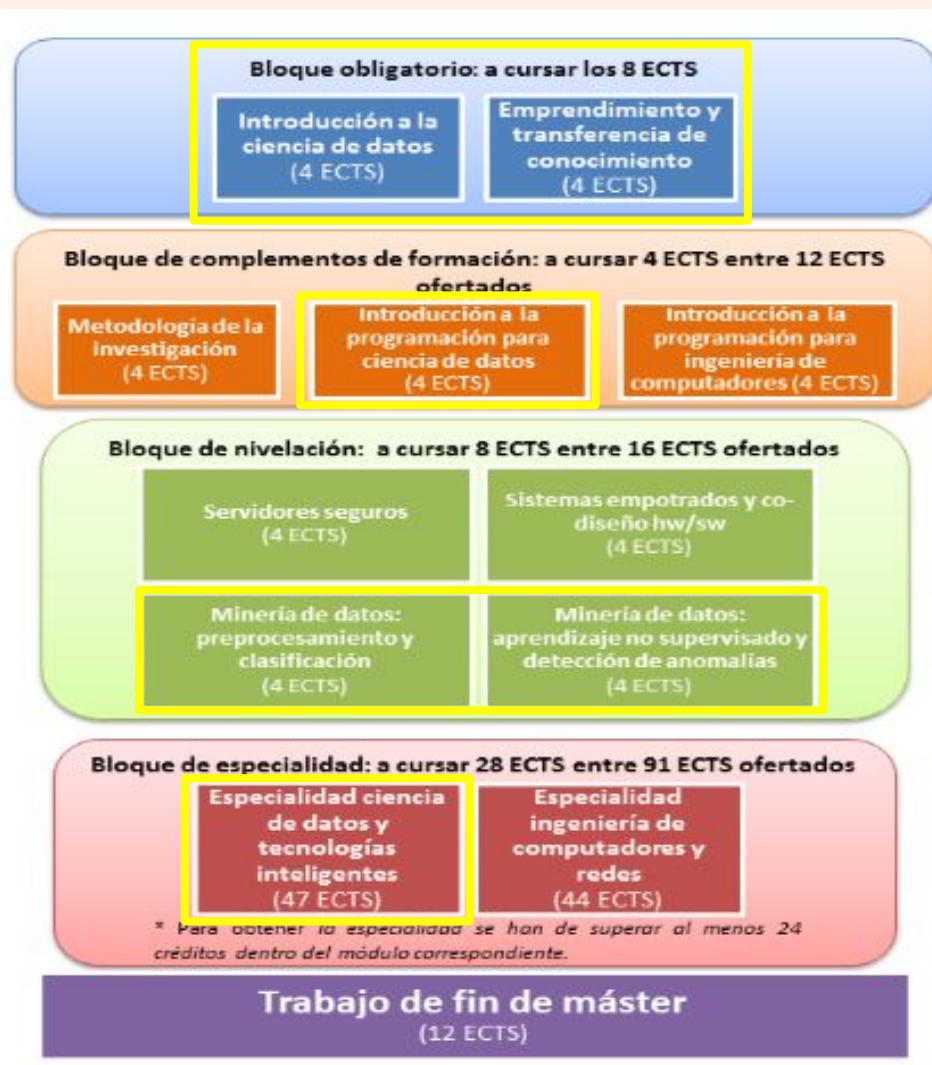 Bloque obligatorio: a cursar los 8 ECTS
Introducción a la
ciencia de datos
(4 ECTS)
Emprendimiento y
transferencia de
conocimiento
(4 ECTS)
Bloque de complementos de formación: a cursar 4 ECTS entre 12 ECTS
ofertados
Metodologia de la
investigación
(4 ECTS)
Introducción a la
programación para
ciencia de datos
(4 ECTS)
Introducción a la
programación para
ingeniería de
computadores (4 ECTS)
Bloque de nivelación: a cursar 8 ECTS entre 16 ECTS ofertados
Servidores seguros
(4 ECTS)
Sistemas empotrados y co-
diseño hw/sw
(4 ECTS)
Minería de datos:
preprocesamiento y
clasificación
(4 ECTS)
Minería de datos:
aprendizaje no supervisado y
detección de anomalías
(4 ECTS)
Bloque de especialidad: a cursar 28 ECTS entre 91 ECTS ofertados
Especialidad ciencia
de datos y
tecnologías
inteligentes
(47 ECTS)
Especialidad
ingeniería de
computadores y
redes
(44 ECTS)
* Para obtener la especialidad se han de superar al menos 24
créditos dentro del módulo correspondiente.
Trabajo de fin de máster
(12 ECTS)